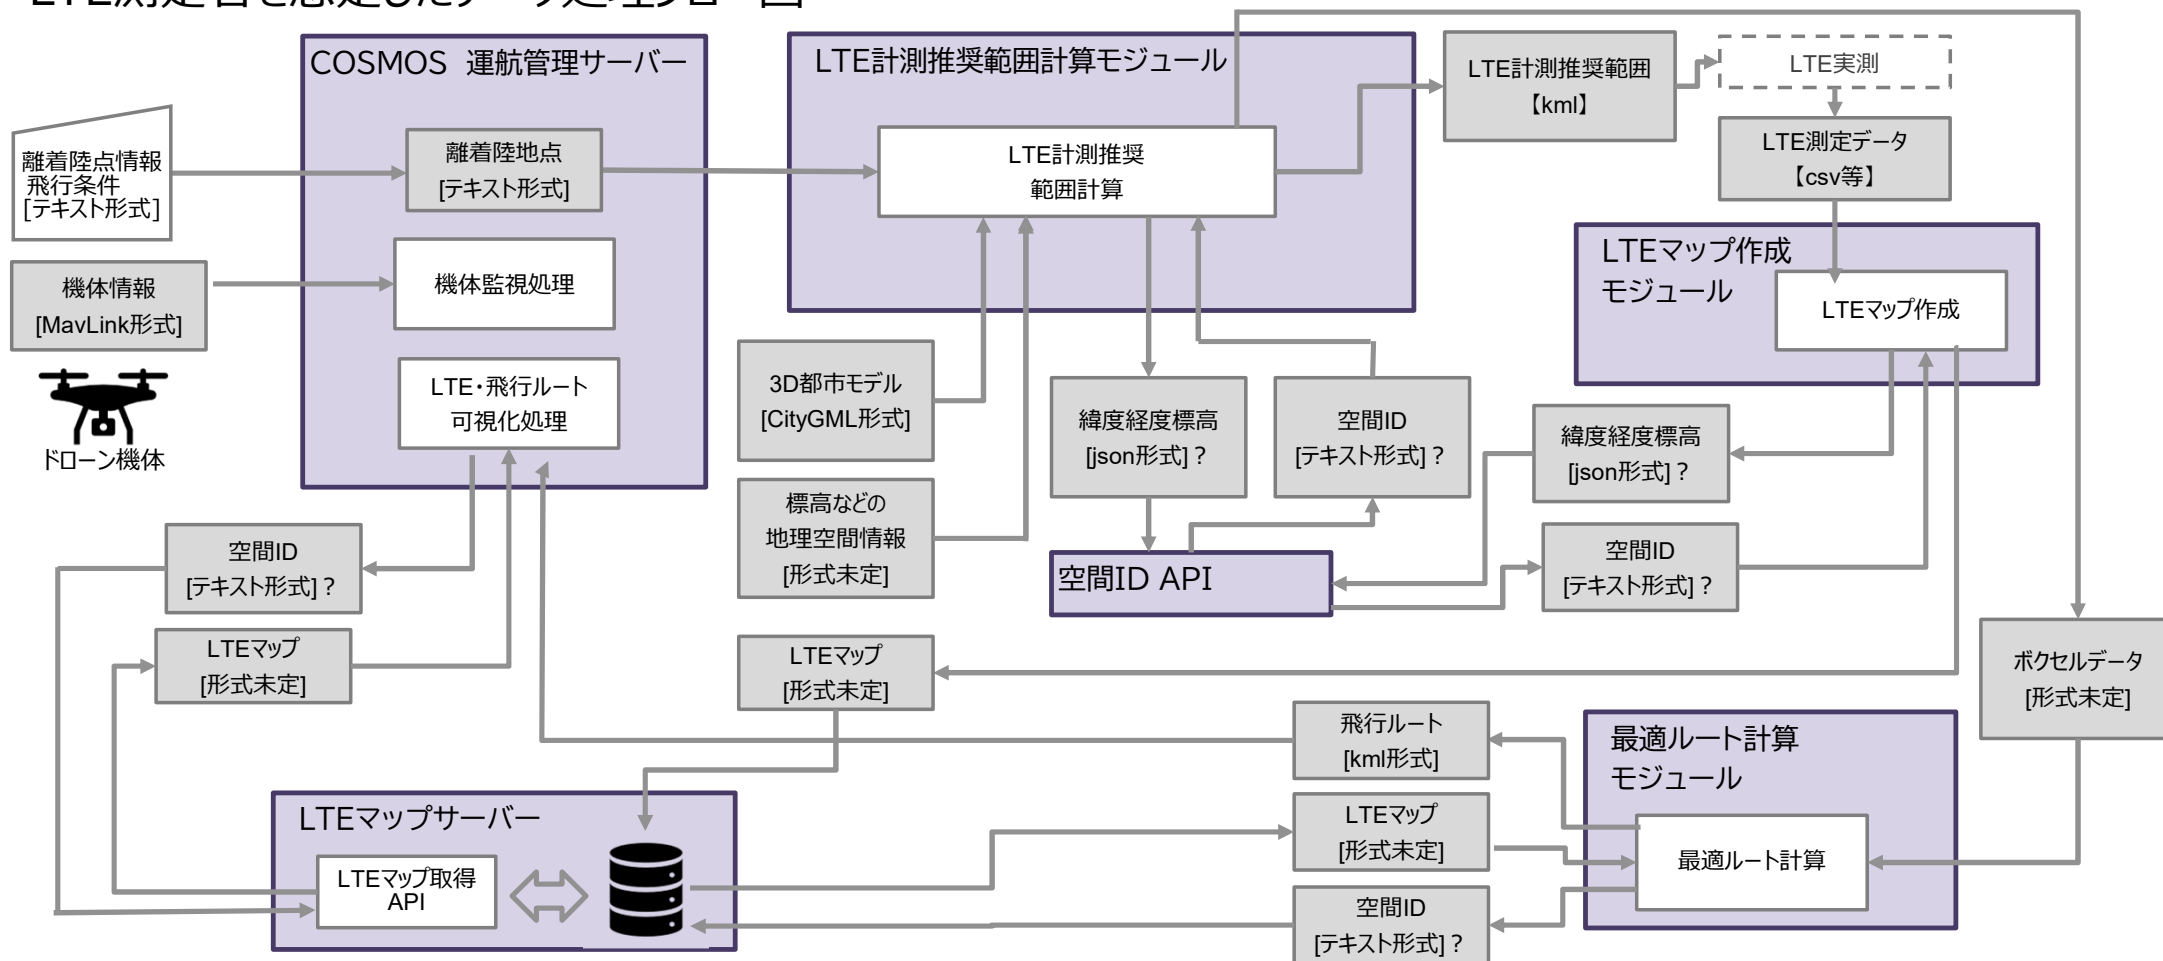 COSMOS 運航管理サーバー
離着陸点情報
飛行条件
[テキスト形式]
離着陸地点
[テキスト形式]
機体情報
[MavLink形式]
機体監視処理
LTE・飛行ルート
可視化処理
ドローン機体
LTE計測推奨範囲計算モジュール
LTE計測推奨
範囲計算
LTE計測推奨範囲
【kml】
LTE実測
LTE測定データ
【csv等】
LTEマップ作成
モジュール
LTEマップ作成
3D都市モデル
[CityGML形式]
標高などの
地理空間情報
[形式未定]
緯度経度標高
[json形式]？
空間ID
[テキスト形式]？
緯度経度標高
[json形式]？
空間ID
[テキスト形式]？
空間ID API
空間ID
[テキスト形式]？
LTEマップ
[形式未定]
LTEマップ
[形式未定]
ボクセルデータ
[形式未定]
飛行ルート
[kml形式]
LTEマップ
[形式未定]
空間ID
[テキスト形式]？
最適ルート計算
モジュール
最適ルート計算
LTEマップサーバー
LTEマップ取得
API